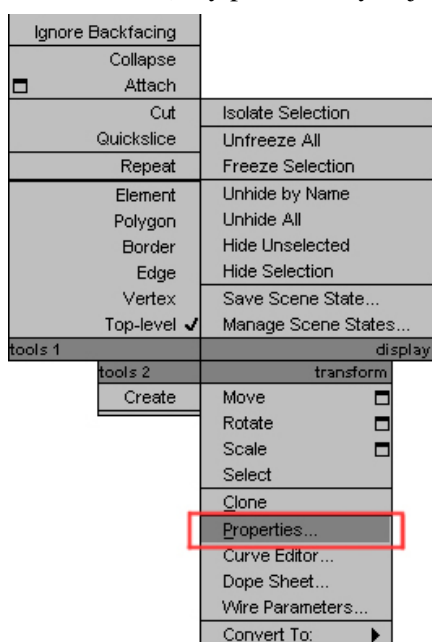 Ignore Backfacing
Collapse
Attach
Cut
Quickslice
Repeat
Element
Polygon
Border
Edge
Vertex
Top-level
tools 1
Isolate Selection
Unfreeze All
Freeze Selection
Unhide by Name
Unhide All
Hide Unselected
Hide Selection
Save Scene State...
Manage Scene States...
display
tools 2
Create
transform
Move
Rotate
Scale
Select
Clone
Properties...
Curve Editor...
Dope Sheet...
Wire Parameters...
Convert To: